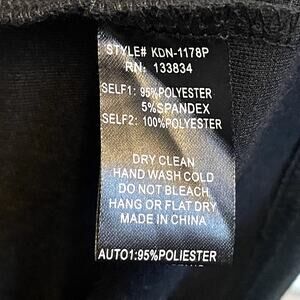 STYLE# KDN-1178P
RN: 133834
SELF1: 95%POLYESTER
5%SPANDEX
SELF2: 100%POLYESTER
DRY CLEAN
HAND WASH COLD
DO NOT BLEACH
HANG OR FLAT DRY
MADE IN CHINA
AUTO1:95%POLIESTER